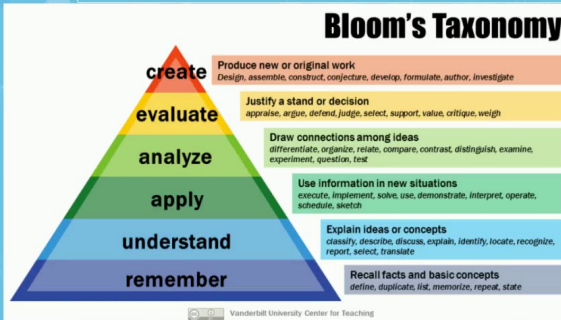 Bloom's Taxonomy
create
Produce new or original work
Design, assemble, construct, conjecture, develop, formulate, author, investigate
evaluate
Justify a stand or decision
appraise, argue, defend, judge, select, support, value, critique, weigh
analyze
Draw connections among ideas
differentiate, organize, relate, compare, contrast, distinguish, examine,
experiment, question, test
apply
Use information in new situations
execute, implement, solve, use, demonstrate, interpret, operate,
schedule, sketch
understand
Explain ideas or concepts
classify, describe, discuss, explain, identify, locate, recognize,
report, select, translate
remember
Recall facts and basic concepts
define, duplicate, list, memorize, repeat, state
Vanderbilt University Center for Teaching